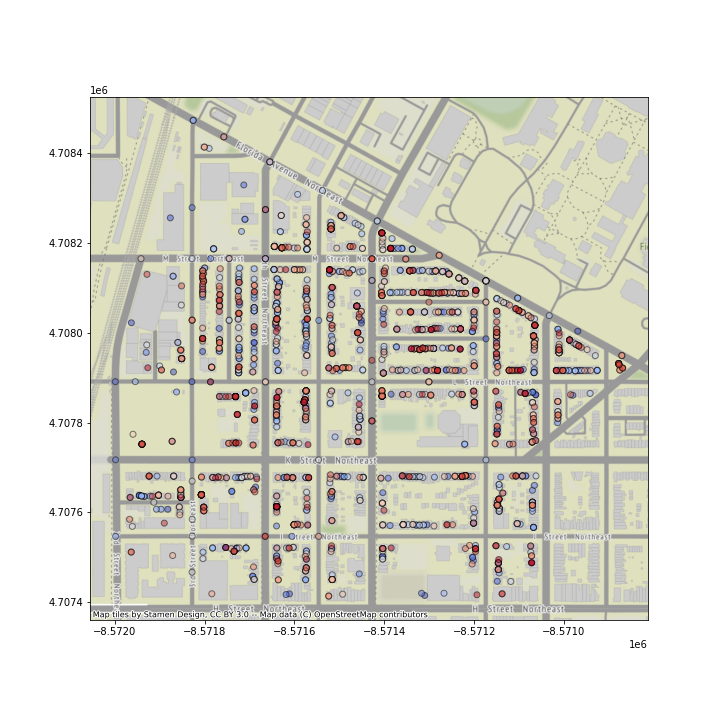 1e6
4.7084
4.7082
4.7080
4.7078
4.7076
4.7074
Florida Avenue Northeast
M Street Northeast
M Street Northeast
L Street Northeast
K Street Northeast
I Street Northeast
I Street Northeast
3rd Street Northeast
H Street Northeast
H Street Northeast
Map tiles by Stamen Design, CC BY 3.0 -- Map data (C) OpenStreetMap contributors
−8.5720
−8.5718
−8.5716
−8.5714
−8.5712
−8.5710
1e6